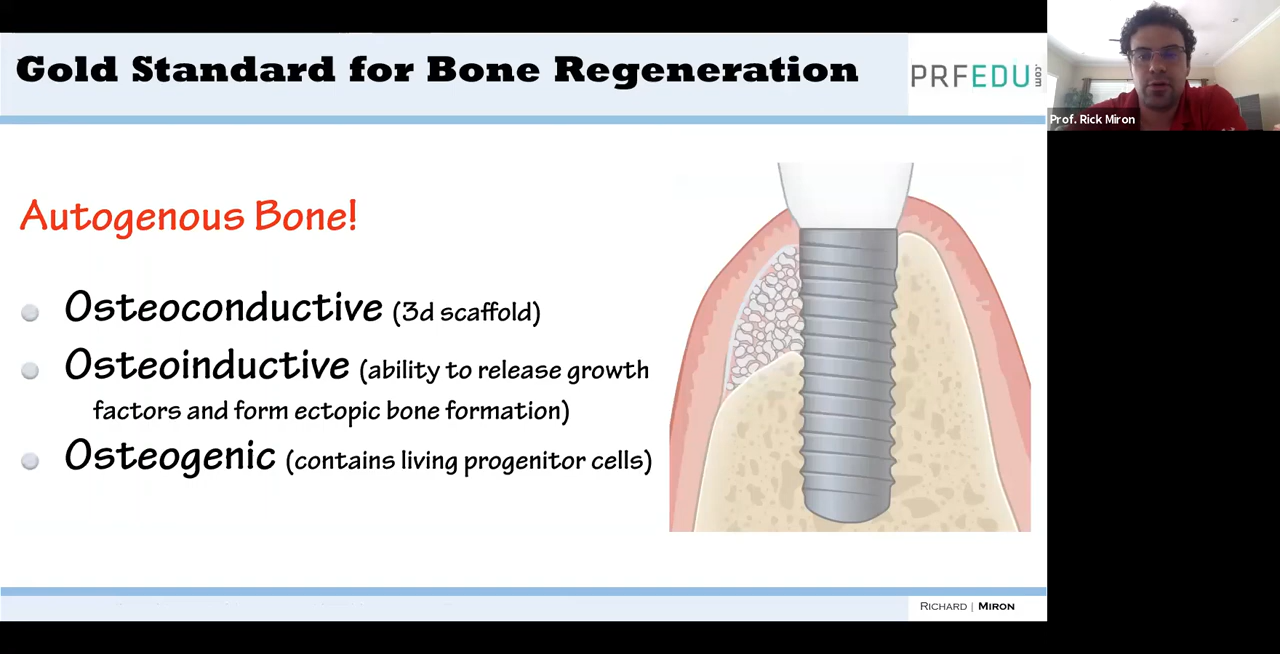 Gold Standard for Bone Regeneration
PRFEDU.com
Prof. Rick Miron
Autogenous Bone!
Osteoconductive (3d scaffold)
Osteoinductive (ability to release growth
factors and form ectopic bone formation)
Osteogenic (contains living progenitor cells)
RICHARD | MIRON